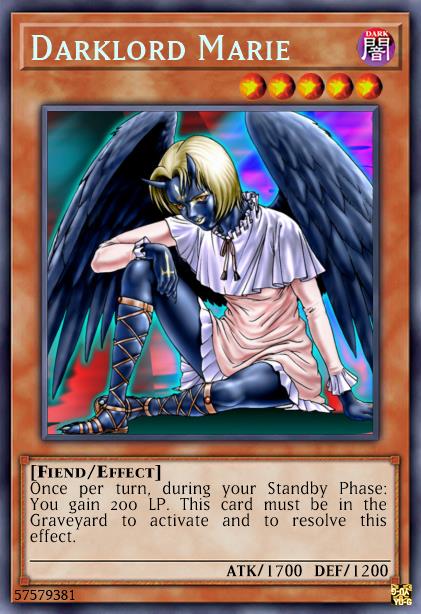 Darklord Marie
DARK
闇
[Fiend/Effect]
Once per turn, during your Standby Phase:
You gain 200 LP. This card must be in the
Graveyard to activate and to resolve this
effect.
ATK/1700 DEF/1200
57579381